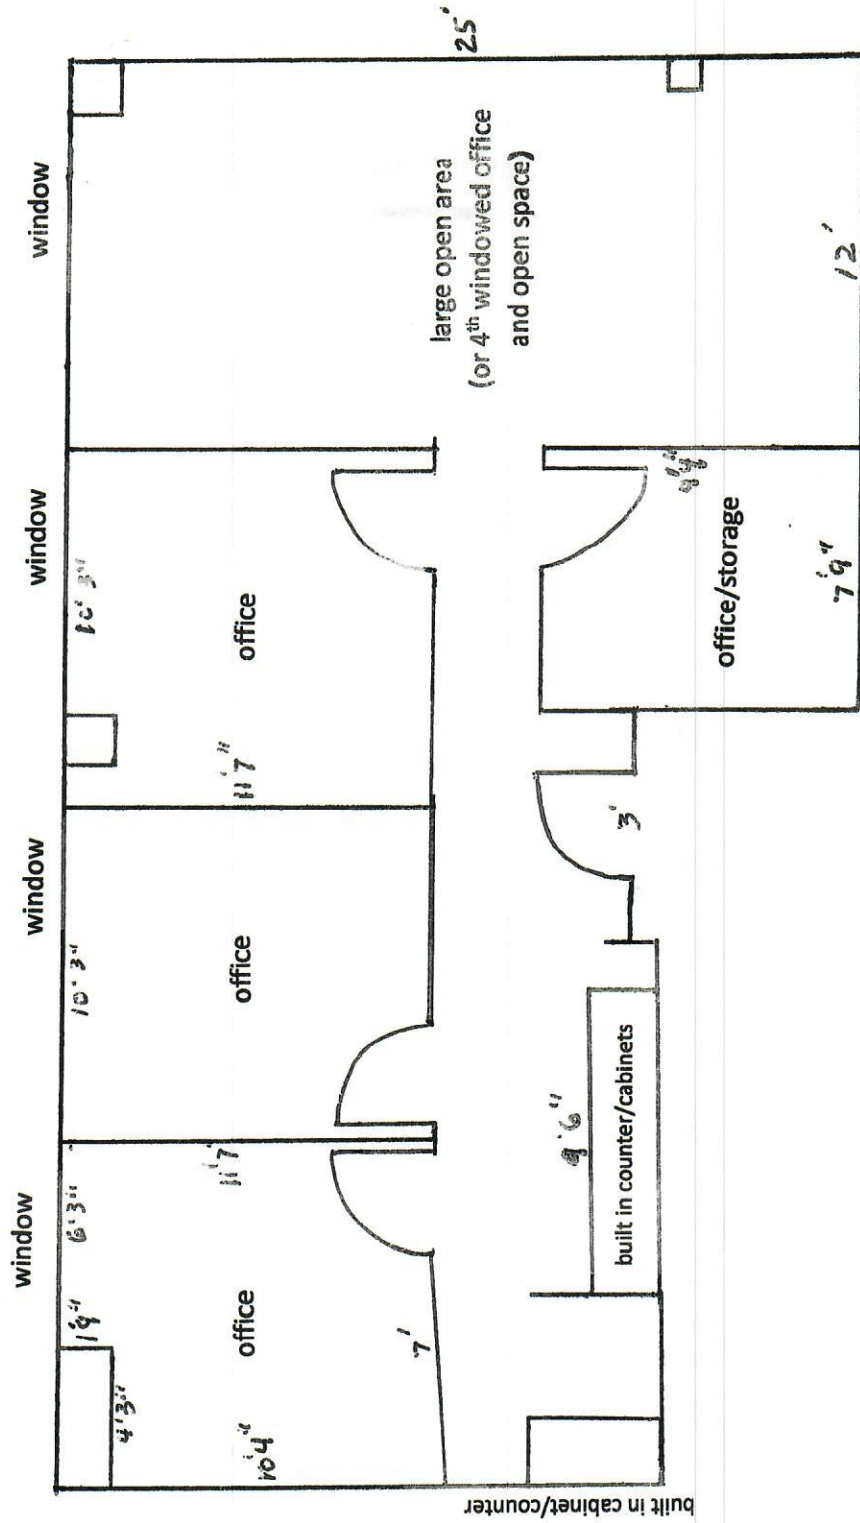 window
window
window
window
4'3"
1'9"
6'3"
10'3"
10'3"
office
office
office
10'4"
11'7"
11'7"
7'
25'
large open area
(or 4th windowed office
and open space)
9'6"
built in counter/cabinets
3'
office/storage
7'9"
12'
built in cabinet/counter